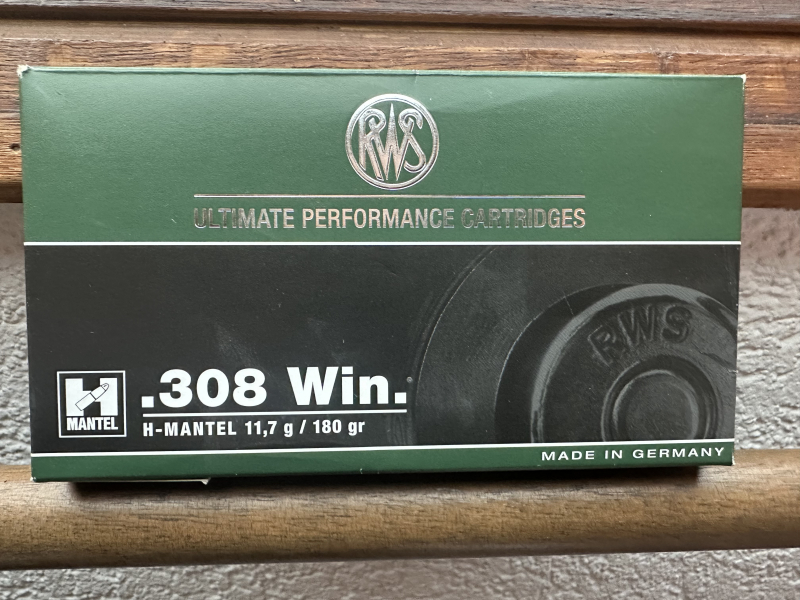 RWS
ULTIMATE PERFORMANCE CARTRIDGES
RWS
H
MANTEL
.308 Win.
H-MANTEL 11,7 g / 180 gr
MADE IN GERMANY